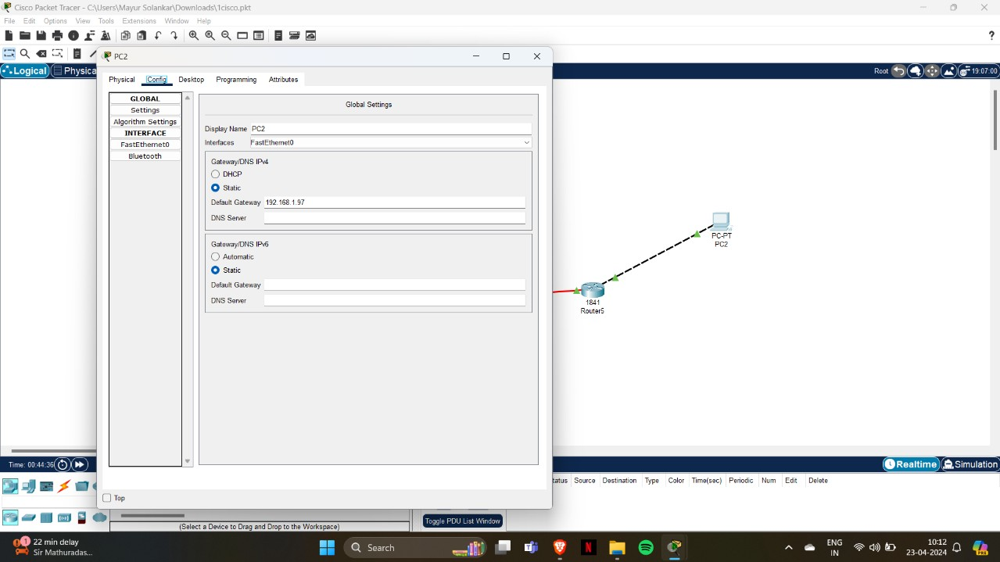 Cisco Packet Tracer - C:\Users\Mayur Solankar\Downloads\1cisco.pkt
File Edit Options View Tools Extensions Window Help
?
Logical Physica
Root 19:07:00
PC2
Physical Config Desktop Programming Attributes
GLOBAL
Settings
Algorithm Settings
INTERFACE
FastEthernet0
Bluetooth
Global Settings
Display Name PC2
Interfaces FastEthernet0
Gateway/DNS IPv4
DHCP
Static
Default Gateway 192.168.1.97
DNS Server
Gateway/DNS IPv6
Automatic
Static
Default Gateway
DNS Server
Top
PC-PT
PC2
1841
Router5
Time: 00:44:36
Realtime Simulation
tatus Source Destination Type Color Time(sec) Periodic Num Edit Delete
Toggle PDU List Window
(Select a Device to Drag and Drop to the Workspace)
1
22 min delay
Sir Mathuradas...
Search
ENG
IN
10:12
23-04-2024
PRE